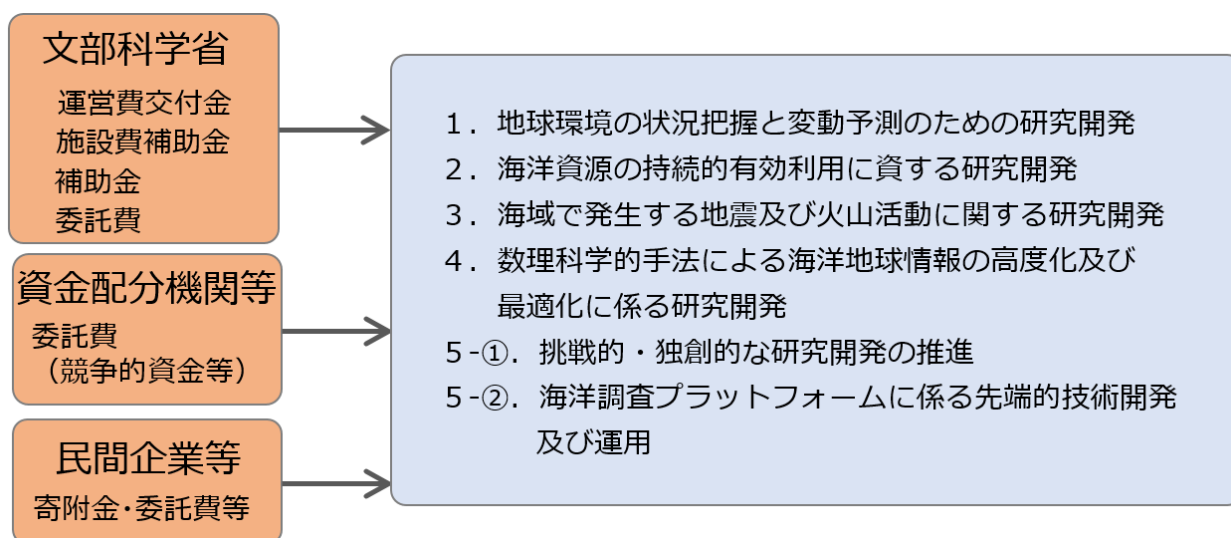 文部科学省
運営費交付金
施設費補助金
補助金
委託費
資金配分機関等
委託費
（競争的資金等）
民間企業等
寄附金･委託費等
１．地球環境の状況把握と変動予測のための研究開発
２．海洋資源の持続的有効利用に資する研究開発
３．海域で発生する地震及び火山活動に関する研究開発
４．数理科学的手法による海洋地球情報の高度化及び
最適化に係る研究開発
５-①．挑戦的・独創的な研究開発の推進
５-②．海洋調査プラットフォームに係る先端的技術開発
及び運用